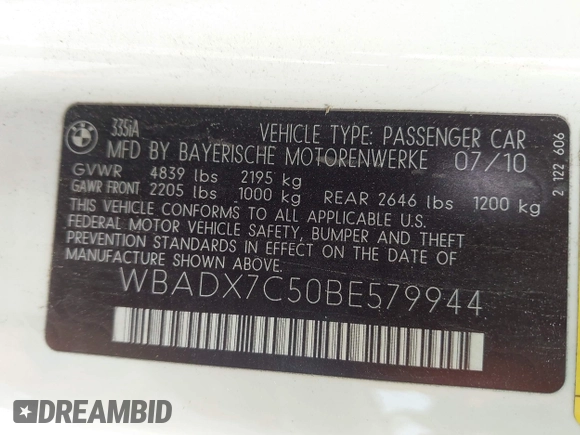 335iA
VEHICLE TYPE: PASSENGER CAR
MFD BY BAYERISCHE MOTORENWERKE 07/10
GVWR 4839 lbs 2195 kg
GAWR FRONT 2205 lbs 1000 kg REAR 2646 lbs 1200 kg
THIS VEHICLE CONFORMS TO ALL APPLICABLE U.S.
FEDERAL MOTOR VEHICLE SAFETY, BUMPER AND THEFT
PREVENTION STANDARDS IN EFFECT ON THE DATE OF
MANUFACTURE SHOWN ABOVE.
WBADX7C50BE579944
2 122 606
DREAMBID